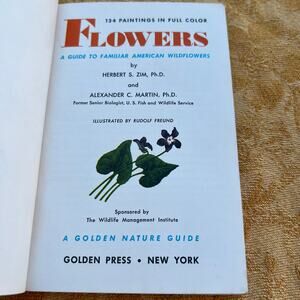 134 PAINTINGS IN FULL COLOR
FLOWERS
A GUIDE TO FAMILIAR AMERICAN WILDFLOWERS
by
HERBERT S. ZIM, Ph.D.
and
ALEXANDER C. MARTIN, Ph.D.
Former Senior Biologist, U. S. Fish and Wildlife Service
ILLUSTRATED BY RUDOLF FREUND
Sponsored by
The Wildlife Management Institute
A GOLDEN NATURE GUIDE
GOLDEN PRESS • NEW YORK